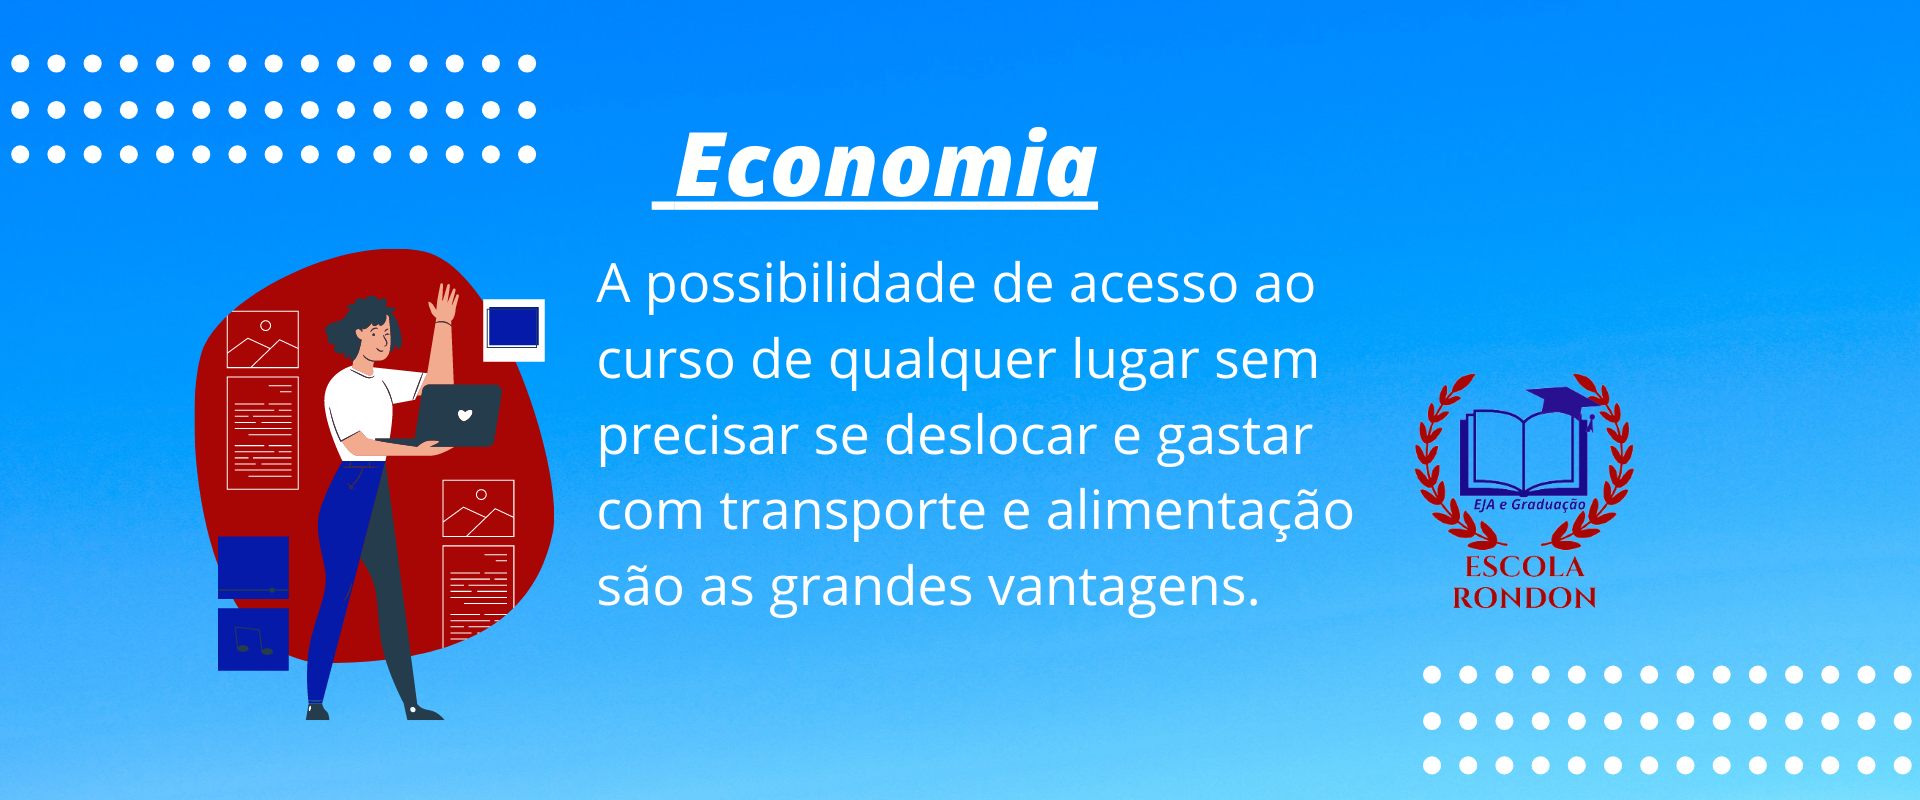 Economia
A possibilidade de acesso ao
curso de qualquer lugar sem
precisar se deslocar e gastar
com transporte e alimentação
são as grandes vantagens.
EJA e Graduação
ESCOLA
RONDON